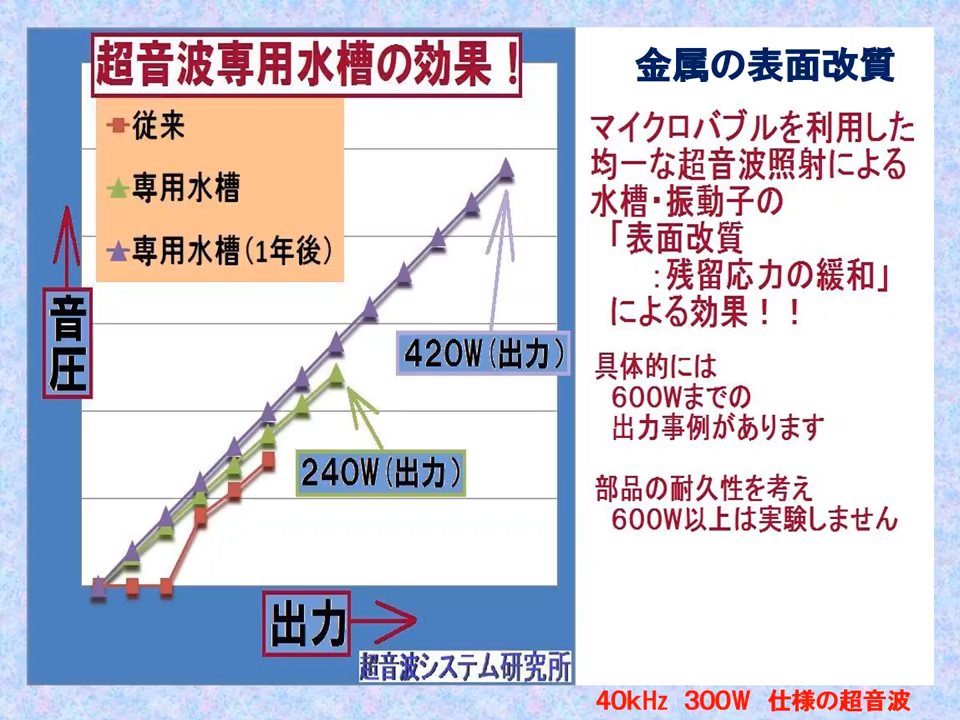 超音波専用水槽の効果！
従来
専用水槽
専用水槽(1年後)
音圧
420W(出力)
240W(出力)
出力
超音波システム研究所
金属の表面改質
マイクロバブルを利用した
均一な超音波照射による
水槽・振動子の
「表面改質
：残留応力の緩和」
による効果！！
具体的には
600Wまでの
出力事例があります
部品の耐久性を考え
600W以上は実験しません
40kHz 300W 仕様の超音波